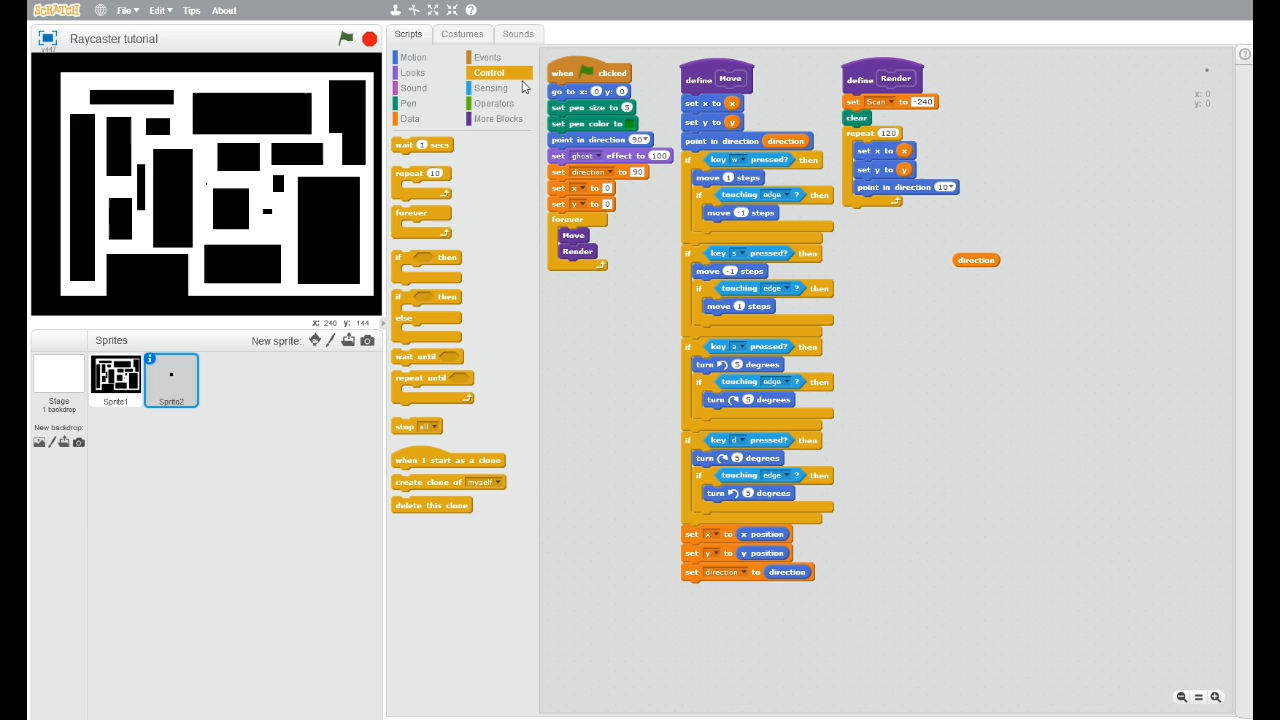 SCRATCH File Edit Tips About
Raycaster tutorial
x: 240 y: 144
Sprites New sprite:
Stage
1 backdrop
New backdrop:
Sprite1
Sprite2
Scripts Costumes Sounds
Motion Events
Looks Control
Sound Sensing
Pen Operators
Data More Blocks
wait 1 secs
repeat 10
forever
if then
if then
else
wait until
repeat until
stop all
when I start as a clone
create clone of myself
delete this clone
when clicked
go to x: 0 y: 0
set pen size to 5
set pen color to
point in direction 90
set ghost effect to 100
set direction to 90
set x to 0
set y to 0
forever
Move
Render
define Move
set x to x
set y to y
point in direction direction
if key w pressed? then
move 1 steps
if touching edge ? then
move -1 steps
if key s pressed? then
move -1 steps
if touching edge ? then
move 1 steps
if key a pressed? then
turn 5 degrees
if touching edge ? then
turn 5 degrees
if key d pressed? then
turn 5 degrees
if touching edge ? then
turn 5 degrees
set x to x position
set y to y position
set direction to direction
define Render
set Scan to -240
clear
repeat 120
set x to x
set y to y
point in direction 10
direction
x: 0
y: 0